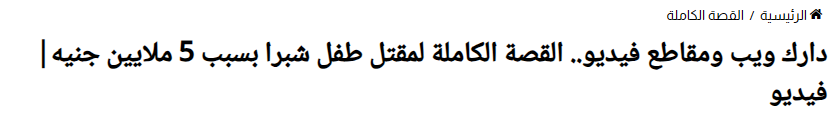 الرئيسية / القصة الكاملة
دارك ويب ومقاطع فيديو.. القصة الكاملة لمقتل طفل شبرا بسبب 5 ملايين جنيه |
فيديو